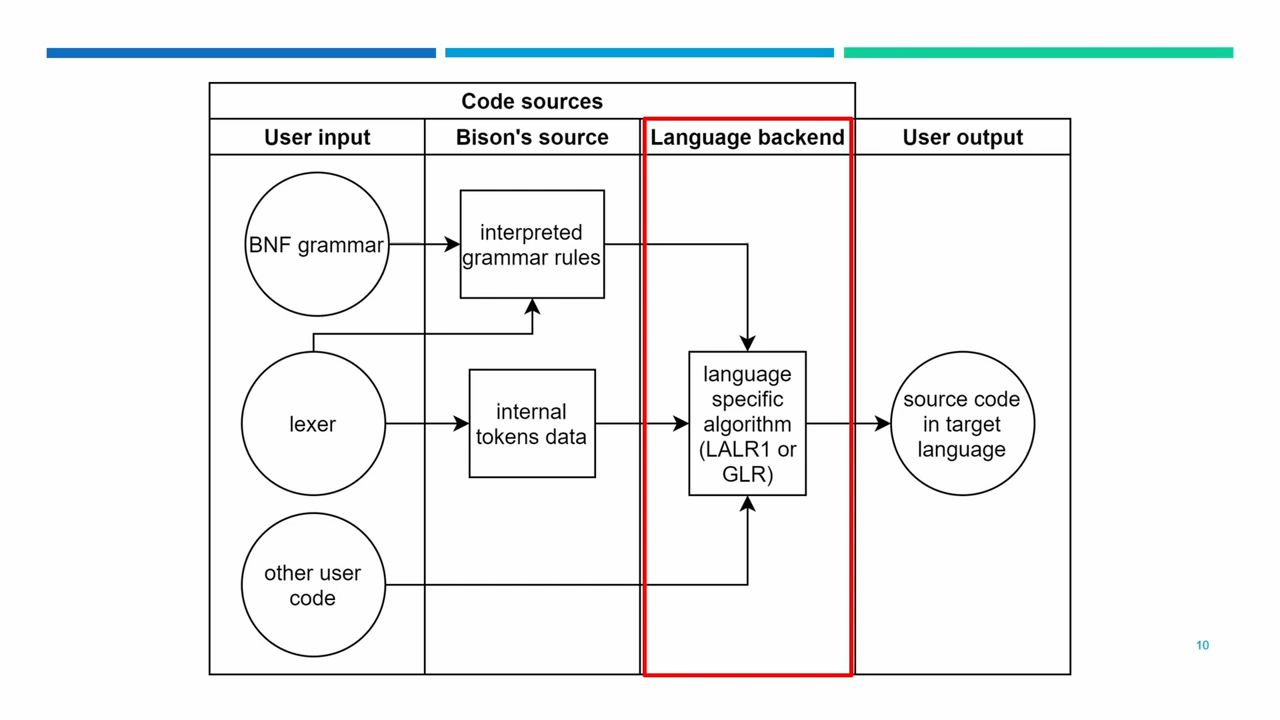 Code sources
User input
Bison's source
Language backend
User output
BNF grammar
interpreted
grammar rules
lexer
internal
tokens data
language
specific
algorithm
(LALR1 or
GLR)
source code
in target
language
other user
code
10